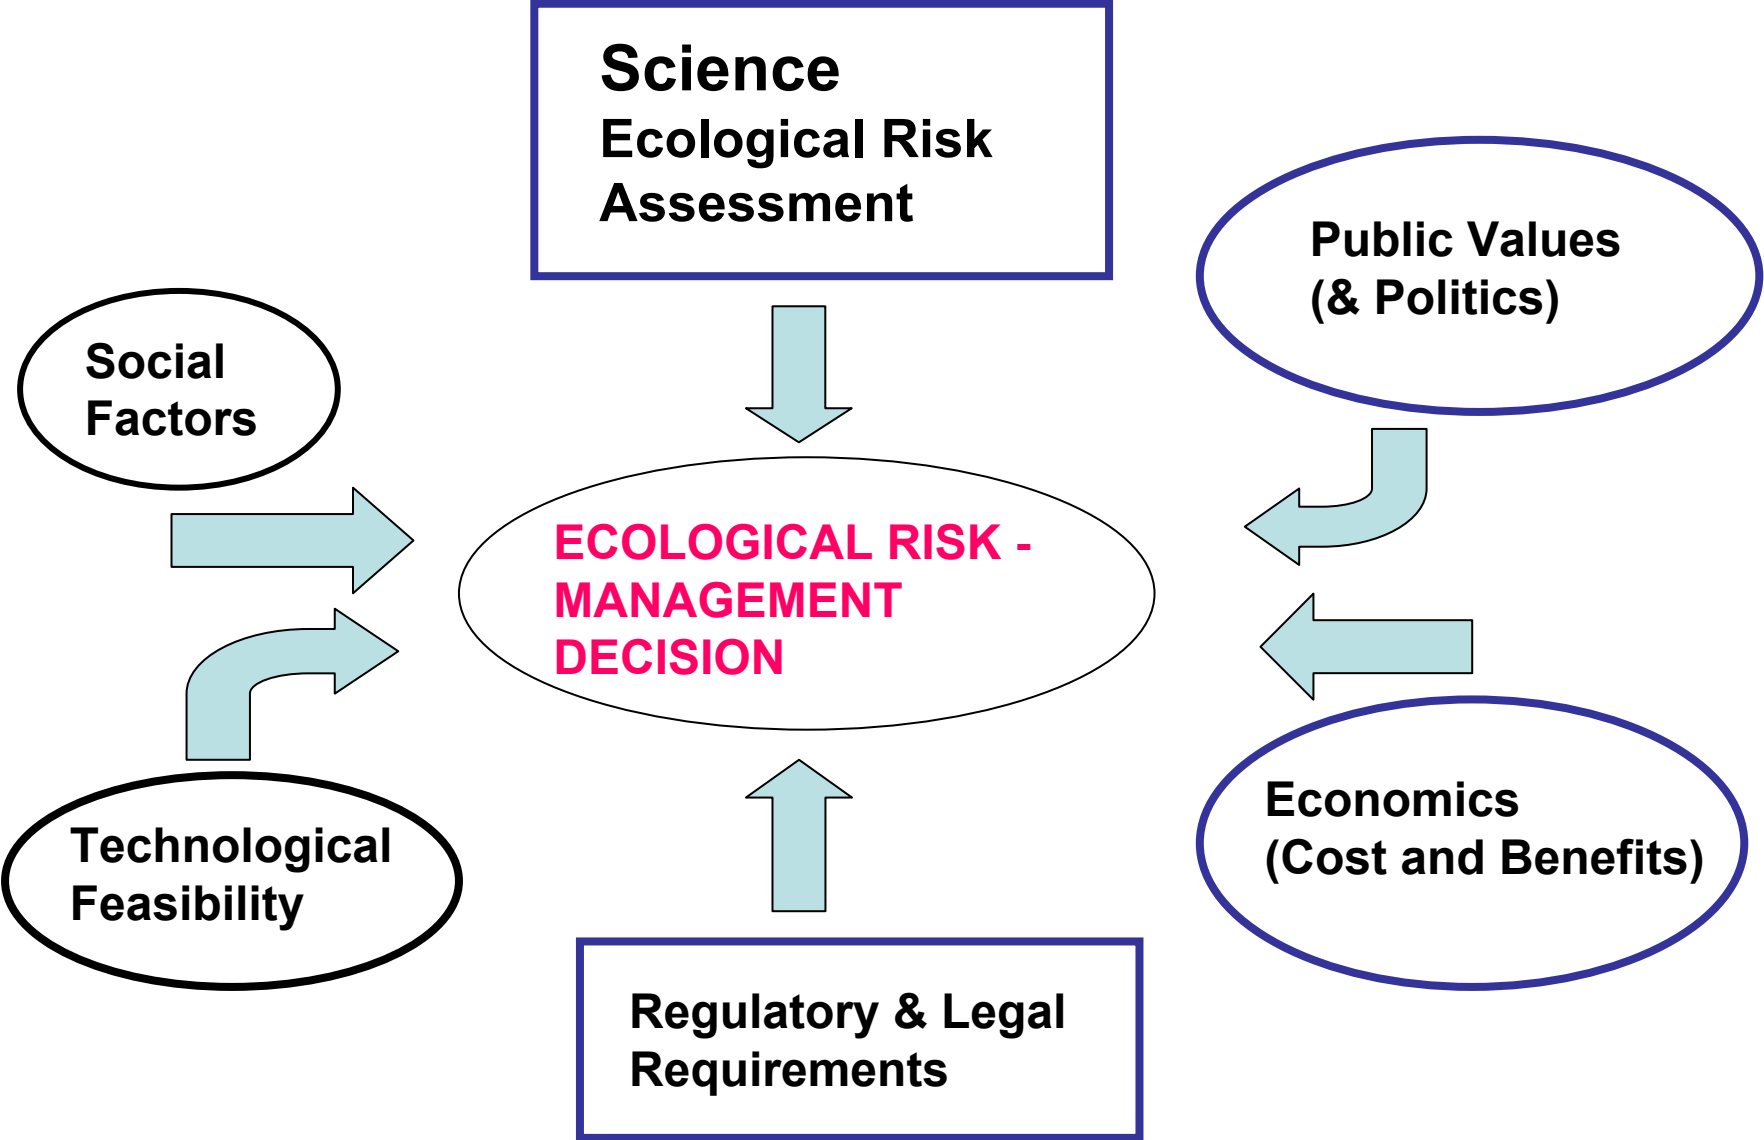 Science
Ecological Risk
Assessment
Public Values
(& Politics)
Social
Factors
ECOLOGICAL RISK -
MANAGEMENT
DECISION
Technological
Feasibility
Economics
(Cost and Benefits)
Regulatory & Legal
Requirements